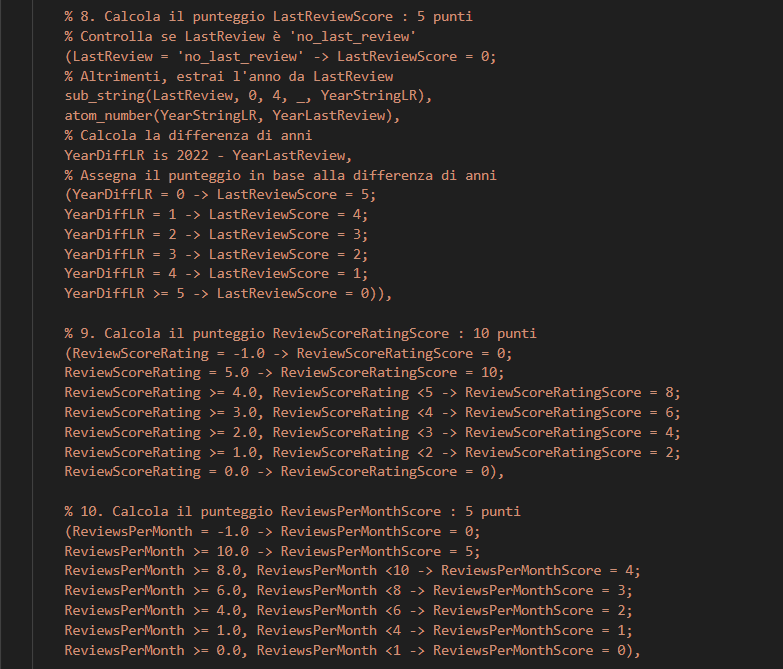 % 8. Calcola il punteggio LastReviewScore : 5 punti
% Controlla se LastReview è 'no_last_review'
(LastReview = 'no_last_review' -> LastReviewScore = 0;
% Altrimenti, estrai l'anno da LastReview
sub_string(LastReview, 0, 4, _, YearStringLR),
atom_number(YearStringLR, YearLastReview),
% Calcola la differenza di anni
YearDiffLR is 2022 - YearLastReview,
% Assegna il punteggio in base alla differenza di anni
(YearDiffLR = 0 -> LastReviewScore = 5;
YearDiffLR = 1 -> LastReviewScore = 4;
YearDiffLR = 2 -> LastReviewScore = 3;
YearDiffLR = 3 -> LastReviewScore = 2;
YearDiffLR = 4 -> LastReviewScore = 1;
YearDiffLR >= 5 -> LastReviewScore = 0)),
% 9. Calcola il punteggio ReviewScoreRatingScore : 10 punti
(ReviewScoreRating = -1.0 -> ReviewScoreRatingScore = 0;
ReviewScoreRating = 5.0 -> ReviewScoreRatingScore = 10;
ReviewScoreRating >= 4.0, ReviewScoreRating <5 -> ReviewScoreRatingScore = 8;
ReviewScoreRating >= 3.0, ReviewScoreRating <4 -> ReviewScoreRatingScore = 6;
ReviewScoreRating >= 2.0, ReviewScoreRating <3 -> ReviewScoreRatingScore = 4;
ReviewScoreRating >= 1.0, ReviewScoreRating <2 -> ReviewScoreRatingScore = 2;
ReviewScoreRating = 0.0 -> ReviewScoreRatingScore = 0),
% 10. Calcola il punteggio ReviewsPerMonthScore : 5 punti
(ReviewsPerMonth = -1.0 -> ReviewsPerMonthScore = 0;
ReviewsPerMonth >= 10.0 -> ReviewsPerMonthScore = 5;
ReviewsPerMonth >= 8.0, ReviewsPerMonth <10 -> ReviewsPerMonthScore = 4;
ReviewsPerMonth >= 6.0, ReviewsPerMonth <8 -> ReviewsPerMonthScore = 3;
ReviewsPerMonth >= 4.0, ReviewsPerMonth <6 -> ReviewsPerMonthScore = 2;
ReviewsPerMonth >= 1.0, ReviewsPerMonth <4 -> ReviewsPerMonthScore = 1;
ReviewsPerMonth >= 0.0, ReviewsPerMonth <1 -> ReviewsPerMonthScore = 0),